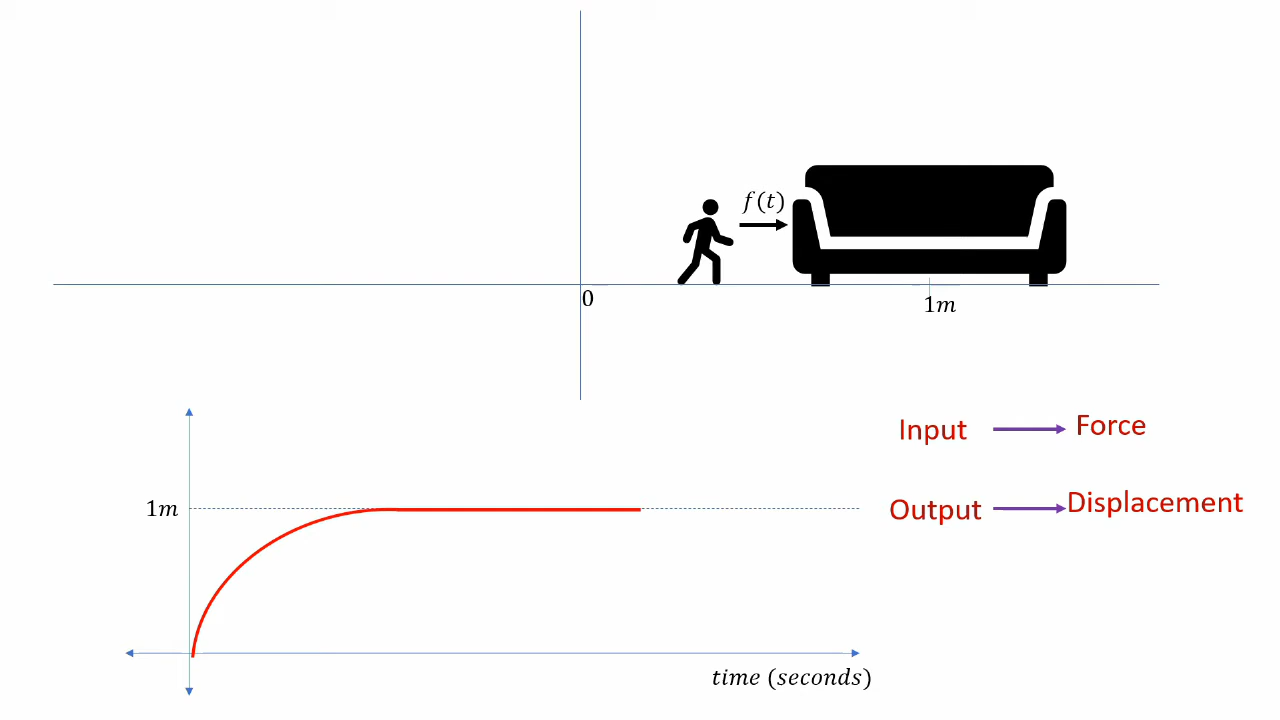 f(t)
0
1m
Input
Force
1m
Output
Displacement
time (seconds)